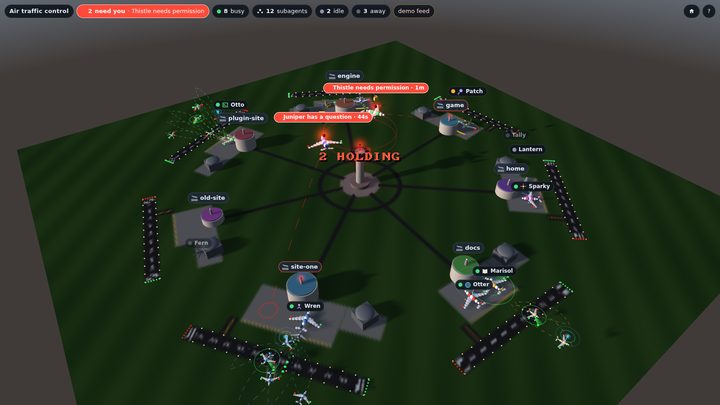 Air traffic control
2 need you · Thistle needs permission
8 busy
12 subagents
2 idle
3 away
demo feed
?
engine
Thistle needs permission · 1m
Patch
Otto
game
plugin-site
Juniper has a question · 44s
Tally
Lantern
2 HOLDING
home
Sparky
old-site
Fern
docs
site-one
Marisol
Otter
Wren